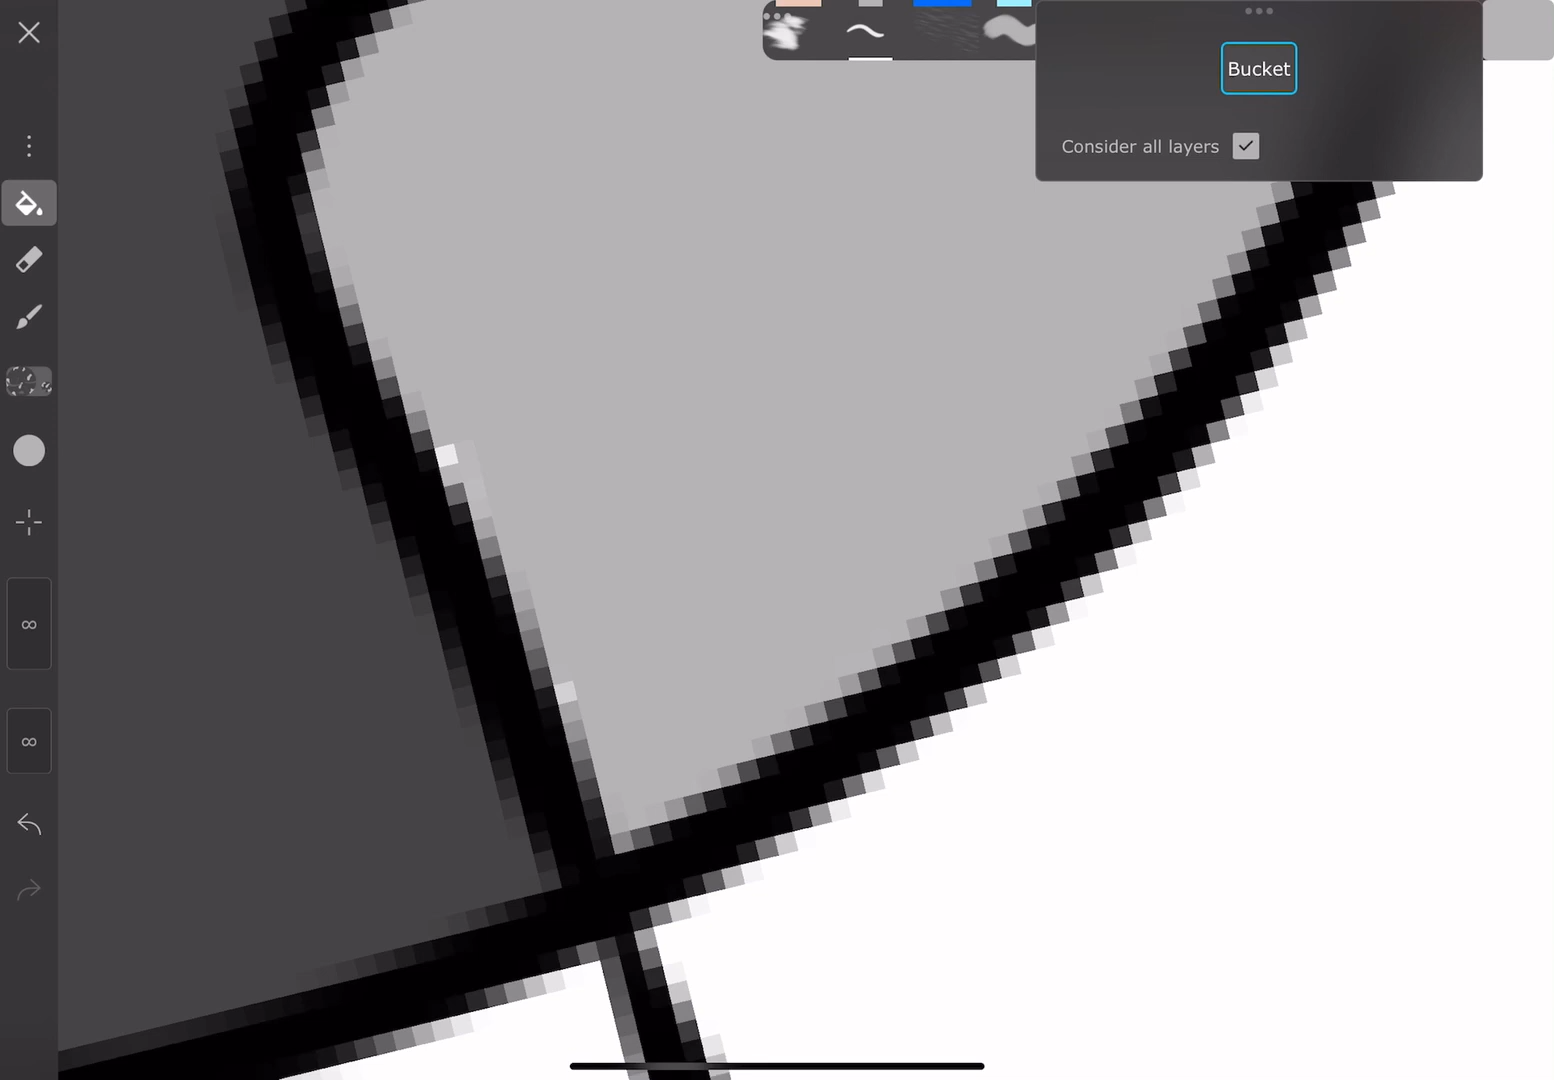 Bucket
Consider all layers
∞
∞